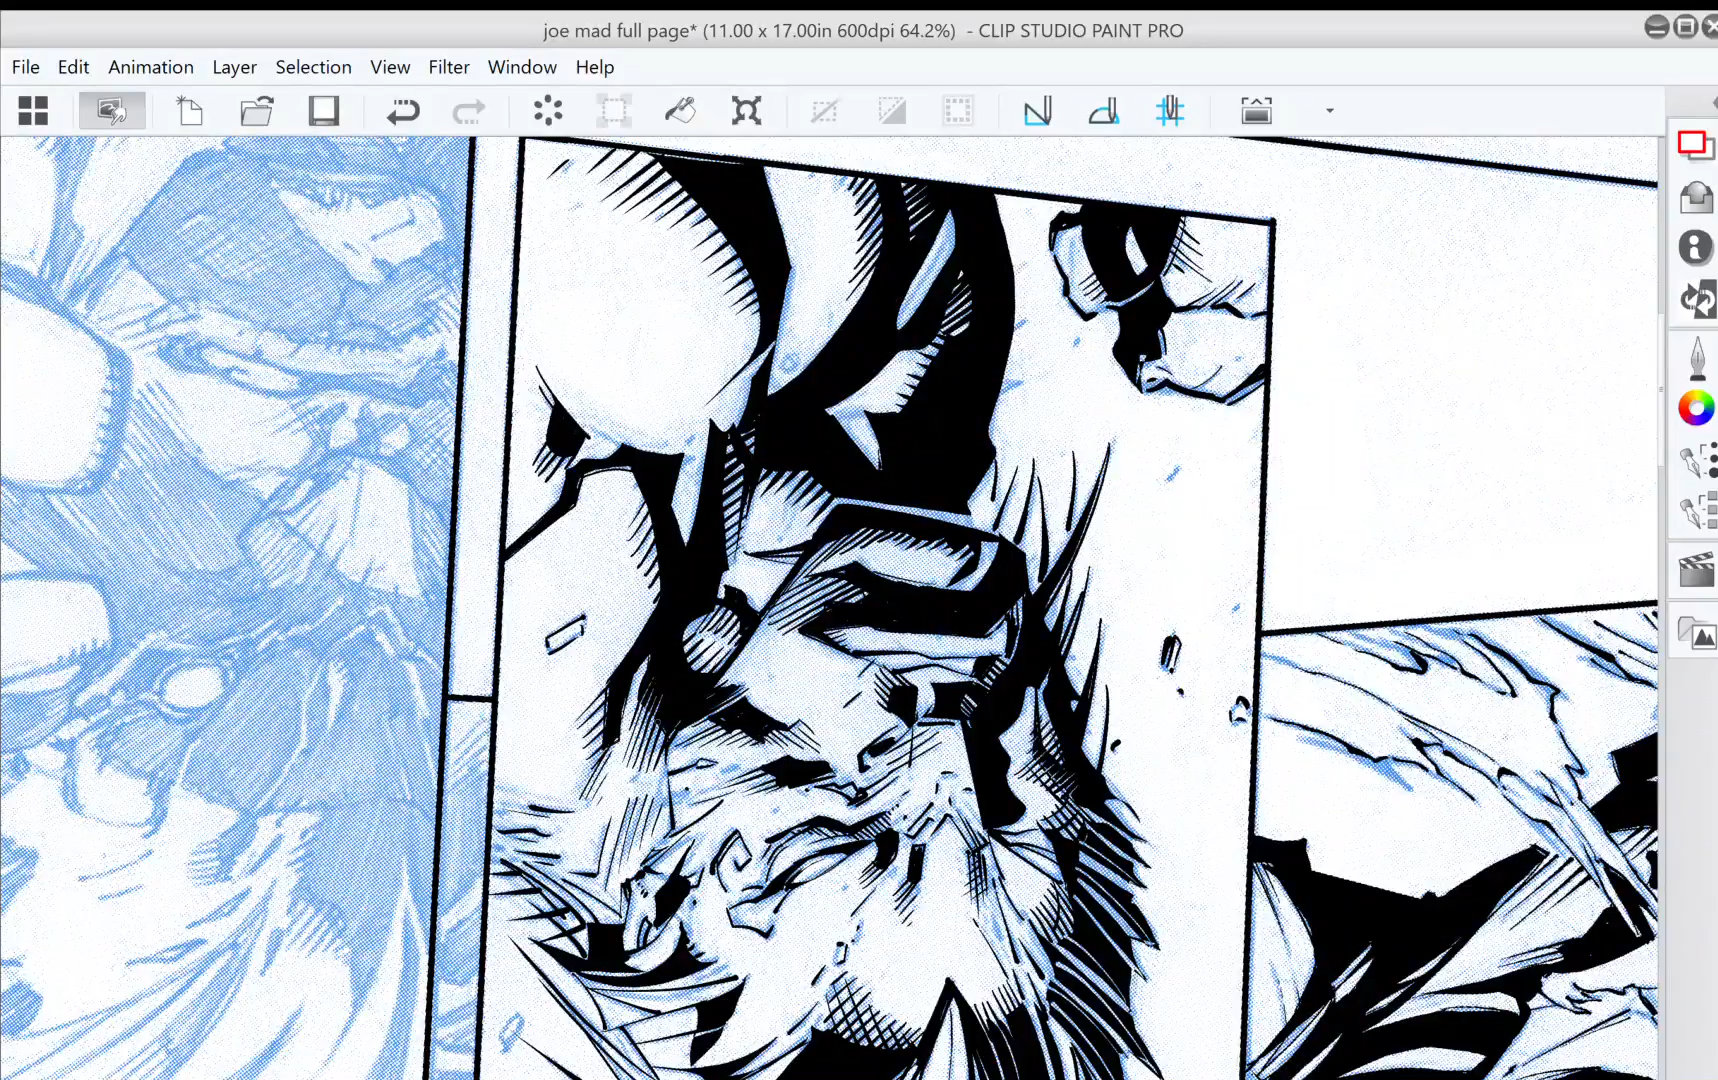 joe mad full page* (11.00 x 17.00in 600dpi 64.2%)  - CLIP STUDIO PAINT PRO
File Edit Animation Layer Selection View Filter Window Help